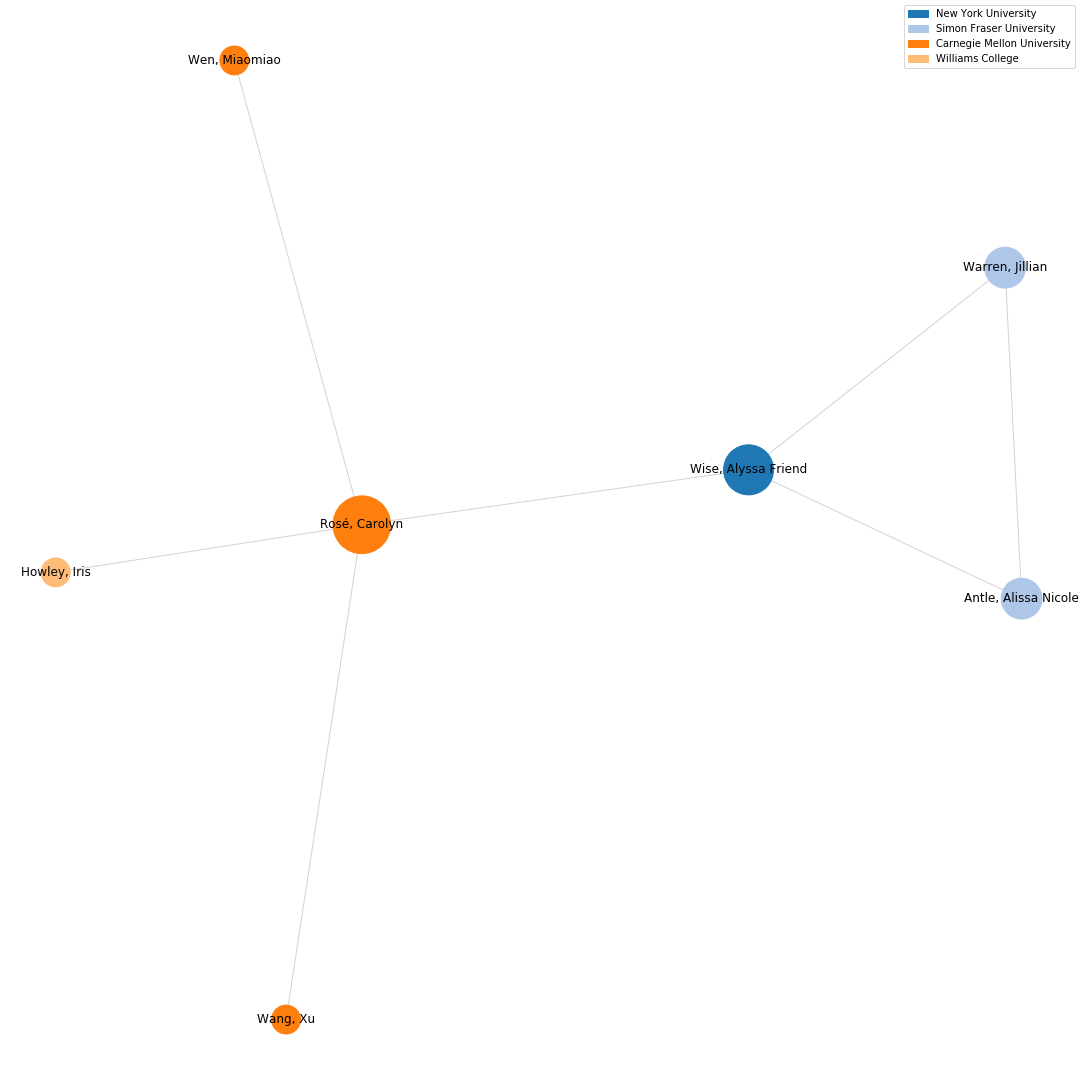 New York University
Simon Fraser University
Carnegie Mellon University
Williams College
Wen, Miaomiao
Warren, Jillian
Wise, Alyssa Friend
Rosé, Carolyn
Howley, Iris
Antle, Alissa Nicole
Wang, Xu